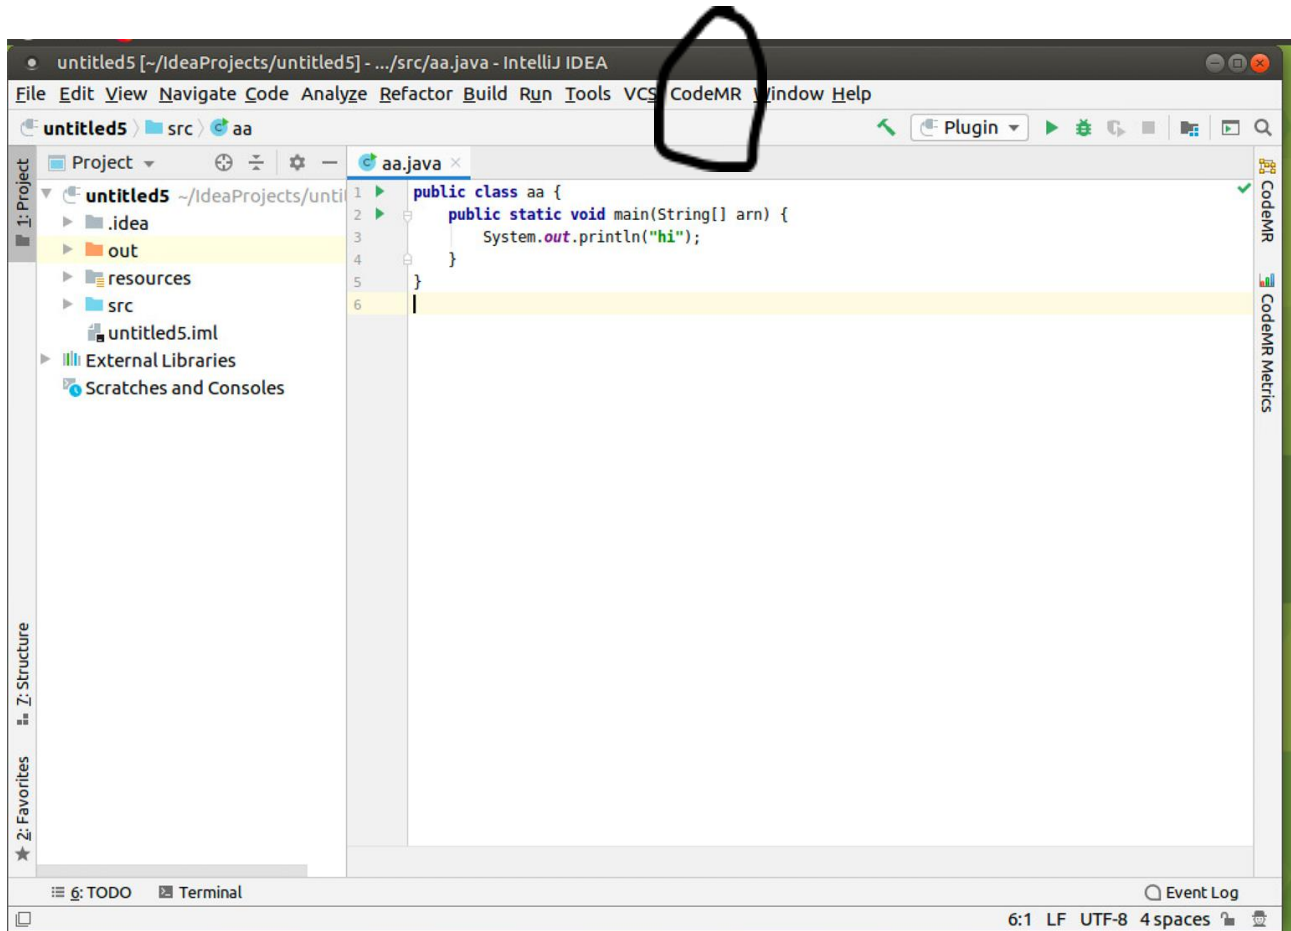 untitled5 [~/IdeaProjects/untitled5] - .../src/aa.java - IntelliJ IDEA
File Edit View Navigate Code Analyze Refactor Build Run Tools VCS CodeMR Window Help
untitled5 src aa
Plugin
1: Project
Project
aa.java
untitled5 ~/IdeaProjects/unti
.idea
out
resources
src
untitled5.iml
External Libraries
Scratches and Consoles
1 public class aa {
2 public static void main(String[] arn) {
3 System.out.println("hi");
4 }
5 }
6
CodeMR
CodeMR Metrics
7: Structure
2: Favorites
6: TODO Terminal
Event Log
6:1 LF UTF-8 4 spaces